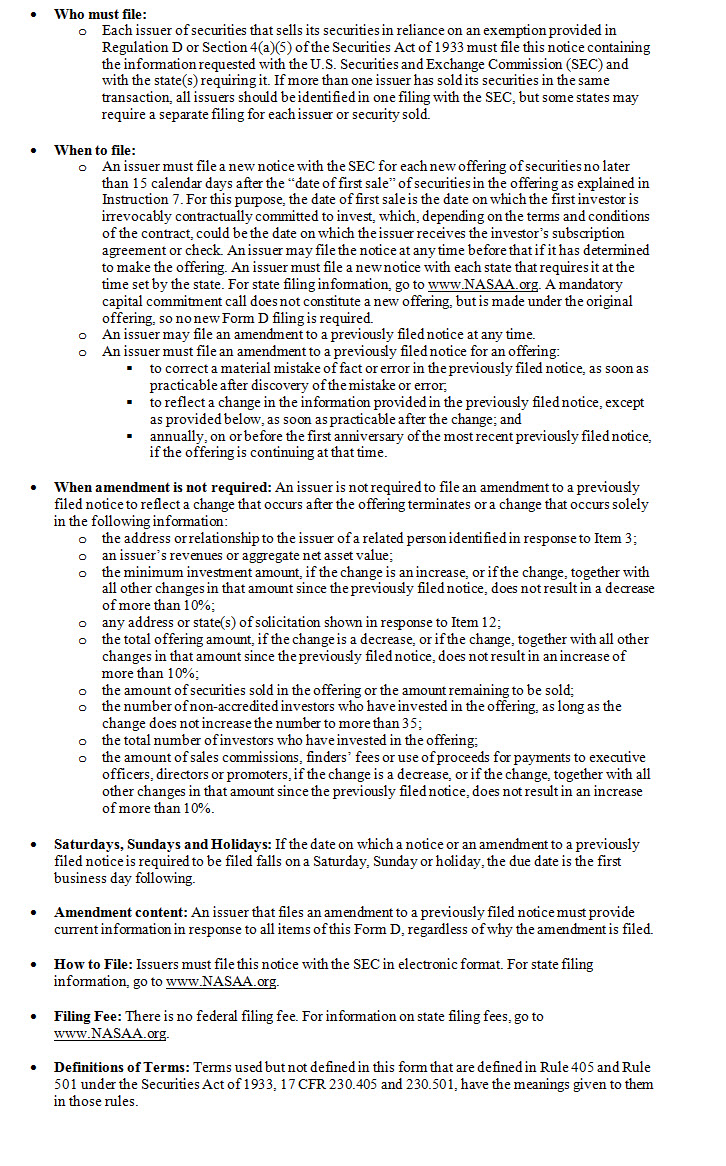 • Who must file:
o Each issuer of securities that sells its securities in reliance on an exemption provided in
Regulation D or Section 4(a)(5) of the Securities Act of 1933 must file this notice containing
the information requested with the U.S. Securities and Exchange Commission (SEC) and
with the state(s) requiring it. If more than one issuer has sold its securities in the same
transaction, all issuers should be identified in one filing with the SEC, but some states may
require a separate filing for each issuer or security sold.
• When to file:
o An issuer must file a new notice with the SEC for each new offering of securities no later
than 15 calendar days after the “date of first sale” of securities in the offering as explained in
Instruction 7. For this purpose, the date of first sale is the date on which the first investor is
irrevocably contractually committed to invest, which, depending on the terms and conditions
of the contract, could be the date on which the issuer receives the investor’s subscription
agreement or check. An issuer may file the notice at any time before that if it has determined
to make the offering. An issuer must file a new notice with each state that requires it at the
time set by the state. For state filing information, go to www.NASAA.org. A mandatory
capital commitment call does not constitute a new offering, but is made under the original
offering, so no new Form D filing is required.
o An issuer may file an amendment to a previously filed notice at any time.
o An issuer must file an amendment to a previously filed notice for an offering:
▪ to correct a material mistake of fact or error in the previously filed notice, as soon as
practicable after discovery of the mistake or error;
▪ to reflect a change in the information provided in the previously filed notice, except
as provided below, as soon as practicable after the change; and
▪ annually, on or before the first anniversary of the most recent previously filed notice,
if the offering is continuing at that time.
• When amendment is not required: An issuer is not required to file an amendment to a previously
filed notice to reflect a change that occurs after the offering terminates or a change that occurs solely
in the following information:
o the address or relationship to the issuer of a related person identified in response to Item 3;
o an issuer’s revenues or aggregate net asset value;
o the minimum investment amount, if the change is an increase, or if the change, together with
all other changes in that amount since the previously filed notice, does not result in a decrease
of more than 10%;
o any address or state(s) of solicitation shown in response to Item 12;
o the total offering amount, if the change is a decrease, or if the change, together with all other
changes in that amount since the previously filed notice, does not result in an increase of
more than 10%;
o the amount of securities sold in the offering or the amount remaining to be sold;
o the number of non-accredited investors who have invested in the offering, as long as the
change does not increase the number to more than 35;
o the total number of investors who have invested in the offering;
o the amount of sales commissions, finders’ fees or use of proceeds for payments to executive
officers, directors or promoters, if the change is a decrease, or if the change, together with all
other changes in that amount since the previously filed notice, does not result in an increase
of more than 10%.
• Saturdays, Sundays and Holidays: If the date on which a notice or an amendment to a previously
filed notice is required to be filed falls on a Saturday, Sunday or holiday, the due date is the first
business day following.
• Amendment content: An issuer that files an amendment to a previously filed notice must provide
current information in response to all items of this Form D, regardless of why the amendment is filed.
• How to File: Issuers must file this notice with the SEC in electronic format. For state filing
information, go to www.NASAA.org.
• Filing Fee: There is no federal filing fee. For information on state filing fees, go to
www.NASAA.org.
• Definitions of Terms: Terms used but not defined in this form that are defined in Rule 405 and Rule
501 under the Securities Act of 1933, 17 CFR 230.405 and 230.501, have the meanings given to them
in those rules.